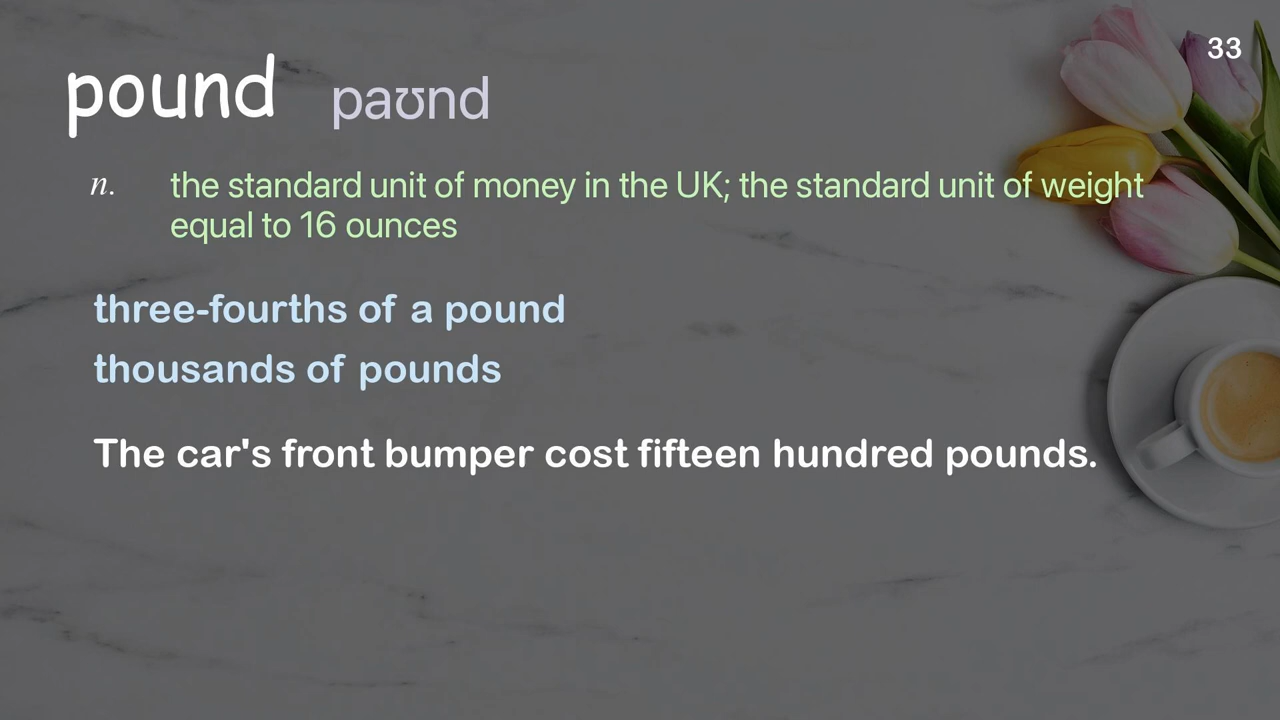 33
pound paʊnd
n. the standard unit of money in the UK; the standard unit of weight
equal to 16 ounces
three-fourths of a pound
thousands of pounds
The car's front bumper cost fifteen hundred pounds.